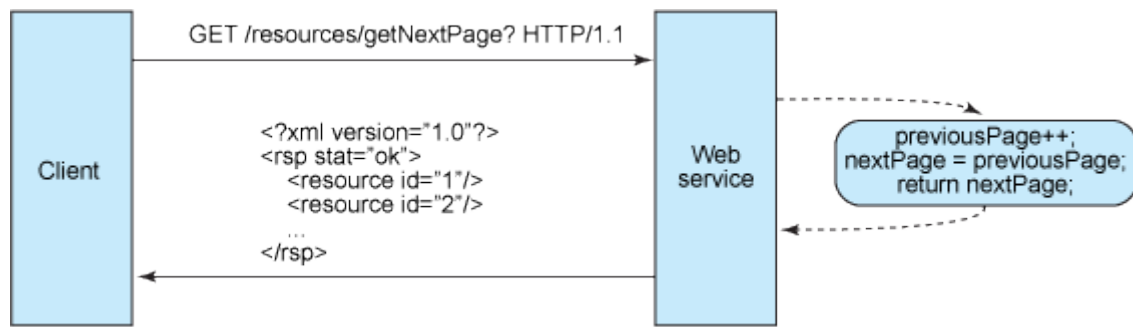 GET /resources/getNextPage? HTTP/1.1
Client
<?xml version="1.0"?>
<rsp stat="ok">
<resource id="1"/>
<resource id="2"/>
...
</rsp>
Web
service
previousPage++;
nextPage = previousPage;
return nextPage;